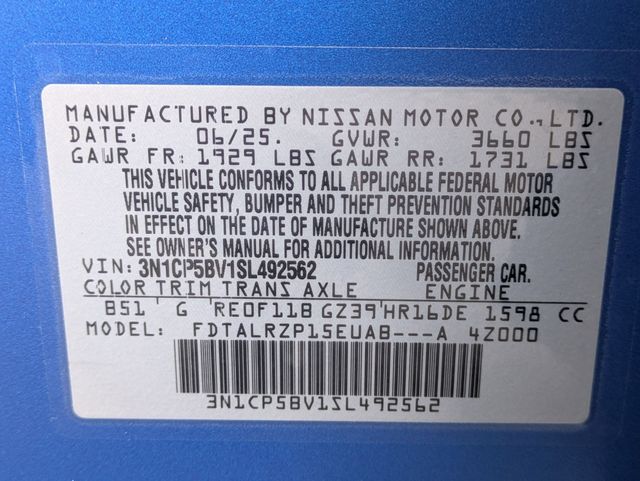 MANUFACTURED BY NISSAN MOTOR CO., LTD.
DATE: 06/25. GVWR: 3660 LBS
GAWR FR: 1929 LBS GAWR RR: 1731 LBS
THIS VEHICLE CONFORMS TO ALL APPLICABLE FEDERAL MOTOR
VEHICLE SAFETY, BUMPER AND THEFT PREVENTION STANDARDS
IN EFFECT ON THE DATE OF MANUFACTURE SHOWN ABOVE.
SEE OWNER'S MANUAL FOR ADDITIONAL INFORMATION.
VIN: 3N1CP5BV1SL492562 PASSENGER CAR.
COLOR TRIM TRANS AXLE ENGINE
B51 G RE0F11B GZ39 HR16DE 1598 CC
MODEL: FDTALRZP15EUAB---A 4Z000
3N1CP5BV1SL492562